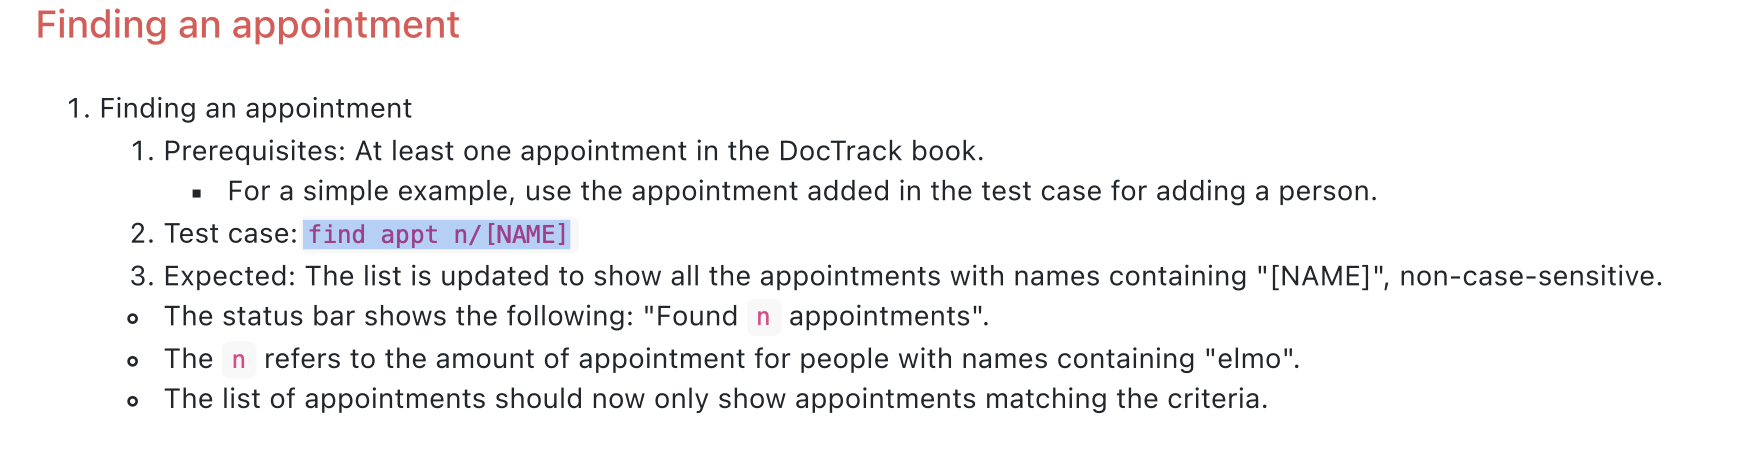 Finding an appointment
1. Finding an appointment
1. Prerequisites: At least one appointment in the DocTrack book.
▪ For a simple example, use the appointment added in the test case for adding a person.
2. Test case: find appt n/[NAME]
3. Expected: The list is updated to show all the appointments with names containing "[NAME]", non-case-sensitive.
◦ The status bar shows the following: "Found n appointments".
◦ The n refers to the amount of appointment for people with names containing "elmo".
◦ The list of appointments should now only show appointments matching the criteria.